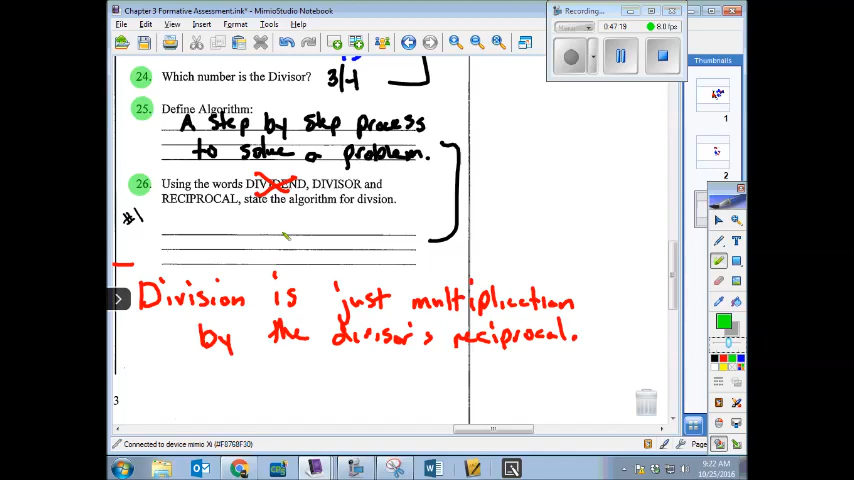 Chapter 3 Formative Assessment.ink* - MimioStudio Notebook
Recording...
File Edit View Insert Format Tools Help
0:47:19 8.0 fps
24. Which number is the Divisor? 3/4
Thumbnails
25. Define Algorithm:
A step by step process
to solve a problem.
1
2
26. Using the words DIVIDEND, DIVISOR and
RECIPROCAL, state the algorithm for divsion.
#1
Division is just multiplication
by the divisor's reciprocal.
3
Connected to device mimio Xi (#F8768F30)
Pages
9:22 AM
10/25/2016